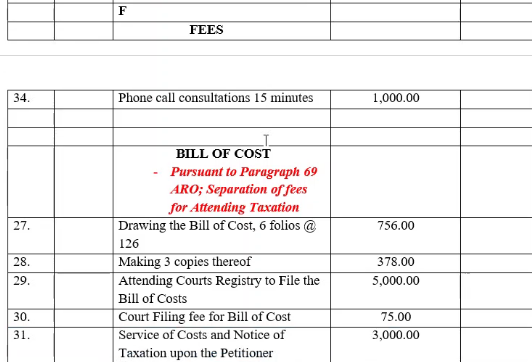 F
FEES
34. Phone call consultations 15 minutes 1,000.00
BILL OF COST
- Pursuant to Paragraph 69
ARO; Separation of fees
for Attending Taxation
27. Drawing the Bill of Cost, 6 folios @ 756.00
126
28. Making 3 copies thereof 378.00
29. Attending Courts Registry to File the 5,000.00
Bill of Costs
30. Court Filing fee for Bill of Cost 75.00
31. Service of Costs and Notice of 3,000.00
Taxation upon the Petitioner